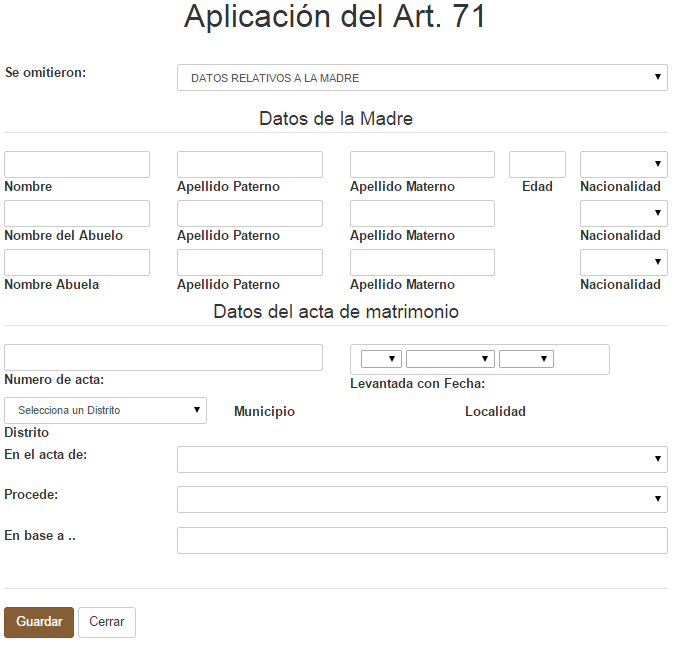 Aplicación del Art. 71
Se omitieron: DATOS RELATIVOS A LA MADRE
Datos de la Madre
Nombre Apellido Paterno Apellido Materno Edad Nacionalidad
Nombre del Abuelo Apellido Paterno Apellido Materno Nacionalidad
Nombre Abuela Apellido Paterno Apellido Materno Nacionalidad
Datos del acta de matrimonio
Numero de acta: Levantada con Fecha:
Selecciona un Distrito Municipio Localidad
Distrito
En el acta de:
Procede:
En base a ..
Guardar Cerrar